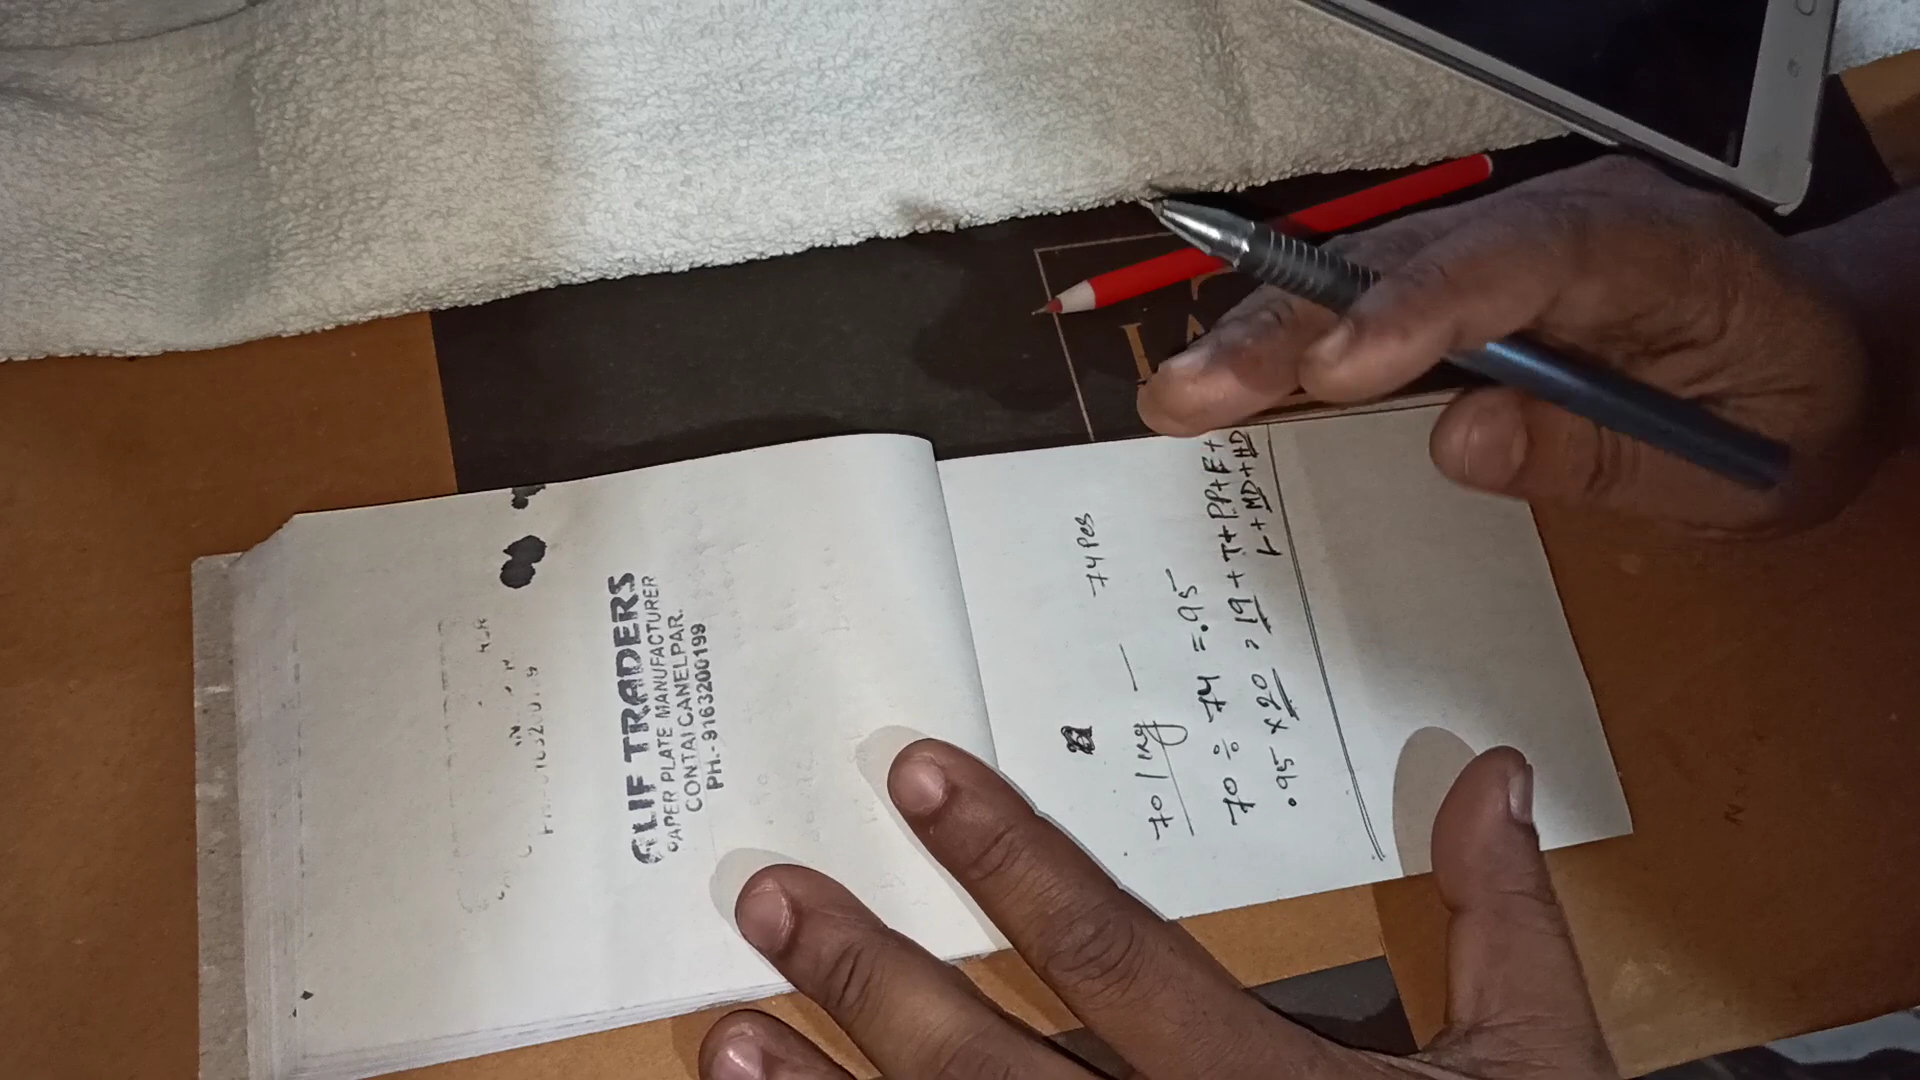 ALIF TRADERS
PAPER PLATE MANUFACTURER
CONTAI CANELPAR.
PH.-9163200199
74 Pcs
70/kg —
70 ÷ 74 = .95
.95 × 20 = 19 + T + P.P + E +
L + MD + HD